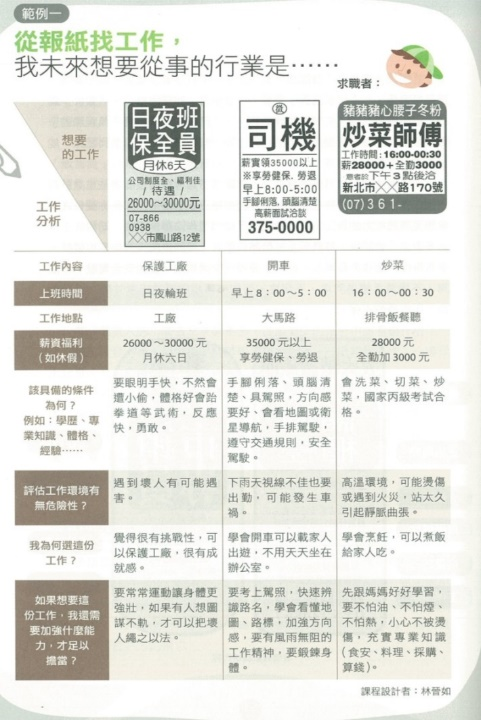 範例一
從報紙找工作，
我未來想要從事的行業是……
求職者：
想要
的工作
工作
分析
日夜班
保全員
月休6天
公司制度全、福利佳
/ 待遇 /
26000～30000元
07-866
0938
╳╳市鳳山路12號
誠
司機
薪實領35000以上
※享勞健保、勞退
早上8:00-5:00
手腳俐落, 頭腦清楚
高薪面試洽談
375-0000
豬豬豬心腰子冬粉
炒菜師傅
工作時間：16:00-00:30
薪28000＋全勤3000
意者於下午３點後洽
新北市╳╳路170號
(07) 3 6 1-
工作內容
保護工廠
開車
炒菜
上班時間
日夜輪班
早上 8：00～5：00
16：00～00：30
工作地點
工廠
大馬路
排骨飯餐廳
薪資福利
（如休假）
26000～30000 元
月休六日
35000 元以上
享勞健保、勞退
28000 元
全勤加 3000 元
該具備的條件
為何？
例如：學歷、專
業知識、體格、
經驗……
要眼明手快，不然會
遭小偷，體格好會跆
拳道等武術，反應
快，勇敢。
手腳俐落、頭腦清
楚、具駕照，方向感
要好、會看地圖或衛
星導航，手排駕駛，
遵守交通規則，安全
駕駛。
會洗菜、切菜、炒
菜，國家丙級考試合
格。
評估工作環境有
無危險性？
遇到壞人有可能遇
害。
下雨天視線不佳也要
出勤，可能發生車
禍。
高溫環境，可能燙傷
或遇到火災，站太久
引起靜脈曲張。
我為何選這份
工作？
覺得很有挑戰性，可
以保護工廠，很有成
就感。
學會開車可以載家人
出遊，不用天天坐在
辦公室。
學會烹飪，可以煮飯
給家人吃。
如果想要這
份工作，我還需
要加強什麼能
力，才足以
擔當？
要常常運動讓身體更
強壯，如果有人想圖
謀不軌，才可以把壞
人繩之以法。
要考上駕照，快速辨
識路名，學會看懂地
圖、路標，加強方向
感，要有風雨無阻的
工作精神，要鍛鍊身
體。
先跟媽媽好好學習，
要不怕油、不怕煙、
不怕熱，小心不被燙
傷，充實專業知識
（食安、料理、採購、
算錢）。
課程設計者：林晉如